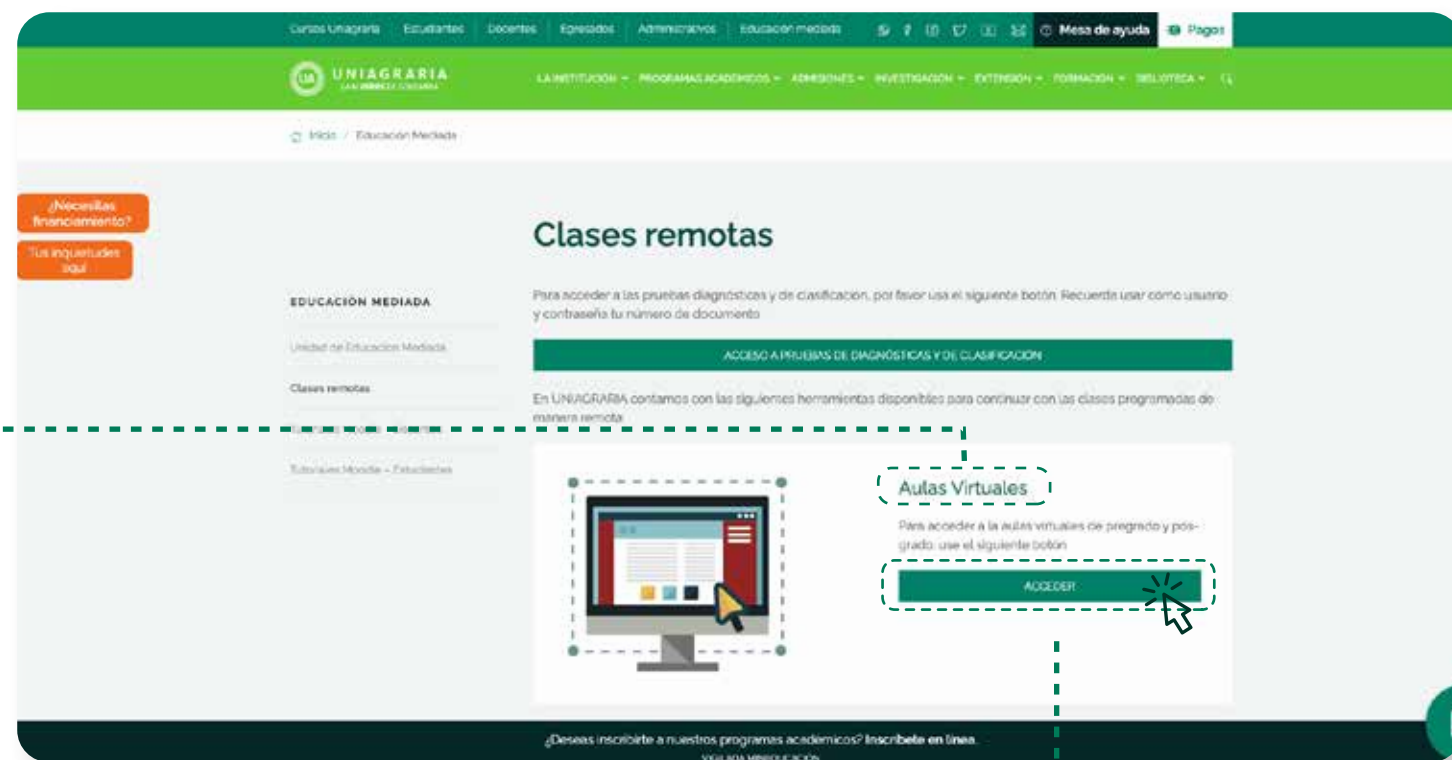 Cursos Uniagraria Estudiantes Docentes Egresados Administrativos Educación mediada Mesa de ayuda Pagos
UA UNIAGRARIA
LA INSTITUCIÓN PROGRAMAS ACADÉMICOS ADMISIONES INVESTIGACIÓN EXTENSIÓN FORMACIÓN BIBLIOTECA
Inicio / Educación Mediada
¿Necesitas
financiamiento?
Tus inquietudes
aquí
Clases remotas
EDUCACIÓN MEDIADA
Unidad de Educación Mediada
Clases remotas
Tutoriales Moodle – Estudiantes
Para acceder a las pruebas diagnósticas y de clasificación, por favor usa el siguiente botón. Recuerda usar como usuario
y contraseña tu número de documento
ACCESO A PRUEBAS DE DIAGNÓSTICAS Y DE CLASIFICACIÓN
En UNIAGRARIA contamos con las siguientes herramientas disponibles para continuar con las clases programadas de
manera remota
Aulas Virtuales
Para acceder a la aulas virtuales de pregrado y pos-
grado, use el siguiente botón
ACCEDER
¿Deseas inscribirte a nuestros programas académicos? Inscríbete en línea.
VIGILADA MINEDUCACIÓN